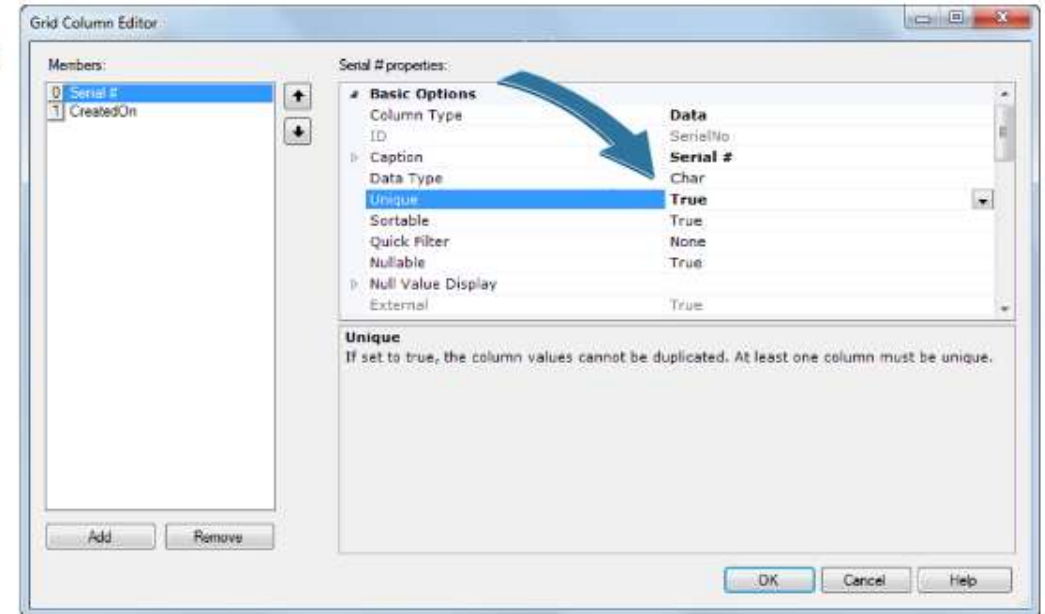 Grid Column Editor
Members:
Serial # properties:
0 Serial #
1 CreatedOn
Basic Options
Column Type Data
ID SerialNo
Caption Serial #
Data Type Char
Unique True
Sortable True
Quick Filter None
Nullable True
Null Value Display
External True
Unique
If set to true, the column values cannot be duplicated. At least one column must be unique.
Add Remove
OK Cancel Help